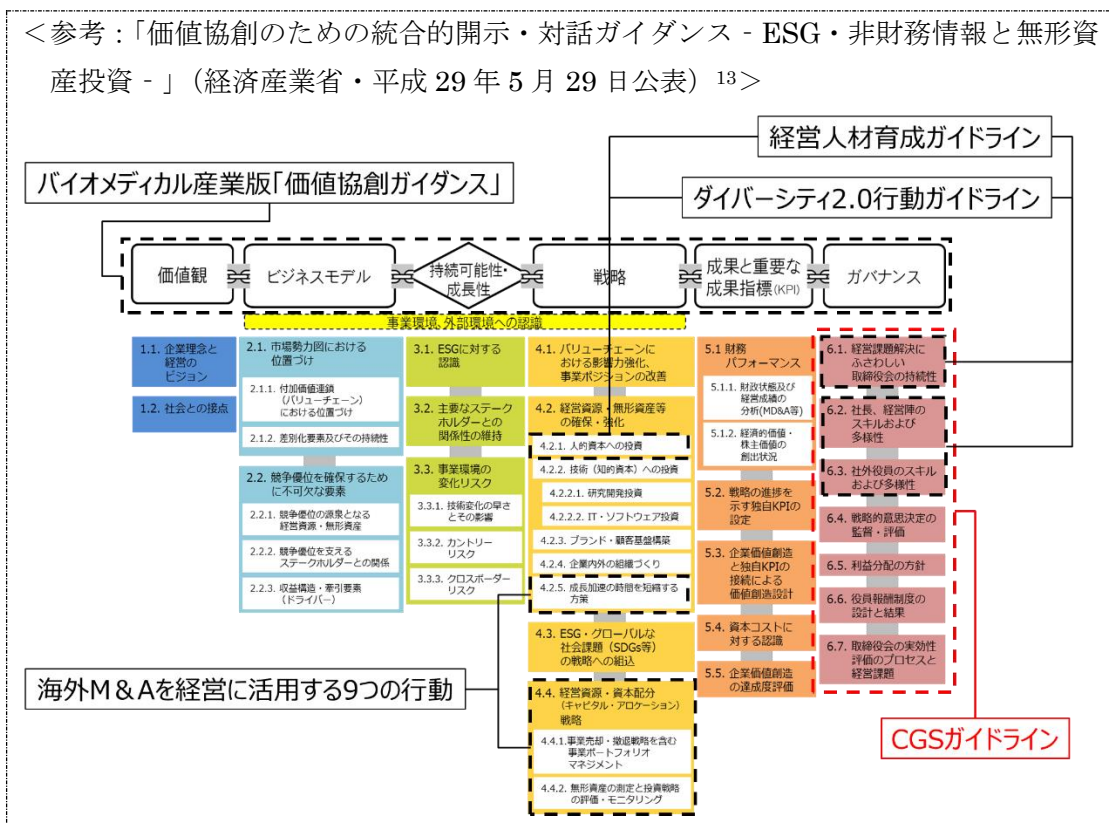 ＜参考：「価値協創のための統合的開示・対話ガイダンス - ESG・非財務情報と無形資
産投資 - 」（経済産業省・平成 29 年 5 月 29 日公表）13＞
経営人材育成ガイドライン
バイオメディカル産業版「価値協創ガイダンス」
ダイバーシティ2.0行動ガイドライン
価値観
ビジネスモデル
持続可能性・
成長性
戦略
成果と重要な
成果指標(KPI)
ガバナンス
事業環境、外部環境への認識
1.1. 企業理念と
経営の
ビジョン
1.2. 社会との接点
2.1. 市場勢力図における
位置づけ
2.1.1. 付加価値連鎖
（バリューチェーン）
における位置づけ
2.1.2. 差別化要素及びその持続性
2.2. 競争優位を確保するため
に不可欠な要素
2.2.1. 競争優位の源泉となる
経営資源・無形資産
2.2.2. 競争優位を支える
ステークホルダーとの関係
2.2.3. 収益構造・牽引要素
（ドライバー）
3.1. ESGに対する
認識
3.2. 主要なステーク
ホルダーとの
関係性の維持
3.3. 事業環境の
変化リスク
3.3.1. 技術変化の早さ
とその影響
3.3.2. カントリー
リスク
3.3.3. クロスボーダー
リスク
4.1. バリューチェーンに
おける影響力強化、
事業ポジションの改善
4.2. 経営資源・無形資産等
の確保・強化
4.2.1. 人的資本への投資
4.2.2. 技術（知的資本）への投資
4.2.2.1. 研究開発投資
4.2.2.2. IT・ソフトウェア投資
4.2.3. ブランド・顧客基盤構築
4.2.4. 企業内外の組織づくり
4.2.5. 成長加速の時間を短縮する
方策
4.3. ESG・グローバルな
社会課題（SDGs等）
の戦略への組込
4.4. 経営資源・資本配分
（キャピタル・アロケーション）
戦略
4.4.1.事業売却・撤退戦略を含む
事業ポートフォリオ
マネジメント
4.4.2. 無形資産の測定と投資戦略
の評価・モニタリング
5.1 財務
パフォーマンス
5.1.1. 財政状態及び
経営成績の
分析(MD&A等)
5.1.2. 経済的価値・
株主価値の
創出状況
5.2. 戦略の進捗を
示す独自KPIの
設定
5.3. 企業価値創造
と独自KPIの
接続による
価値創造設計
5.4. 資本コストに
対する認識
5.5. 企業価値創造
の達成度評価
6.1. 経営課題解決に
ふさわしい
取締役会の持続性
6.2. 社長、経営陣の
スキルおよび
多様性
6.3. 社外役員のスキル
および多様性
6.4. 戦略的意思決定の
監督・評価
6.5. 利益分配の方針
6.6. 役員報酬制度の
設計と結果
6.7. 取締役会の実効性
評価のプロセスと
経営課題
海外M＆Aを経営に活用する9つの行動
CGSガイドライン